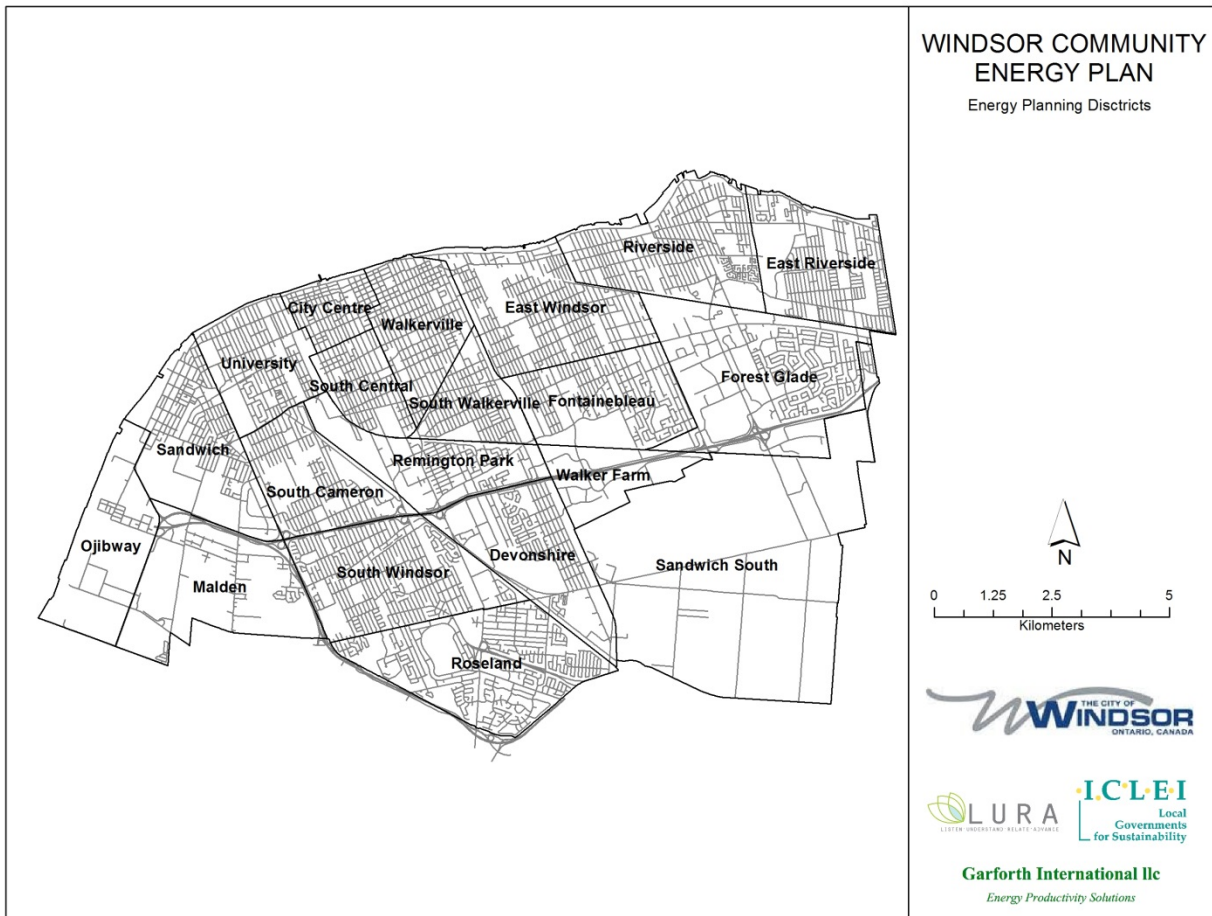 WINDSOR COMMUNITY
ENERGY PLAN
Energy Planning Disctricts
Riverside
East Riverside
City Centre
Walkerville
East Windsor
University
South Central
South Walkerville
Fontainebleau
Forest Glade
Sandwich
Remington Park
Walker Farm
South Cameron
Ojibway
Malden
South Windsor
Devonshire
Sandwich South
Roseland
N
0 1.25 2.5 5
Kilometers
THE CITY OF
WINDSOR
ONTARIO, CANADA
LURA
LISTEN·UNDERSTAND·RELATE·ADVANCE
I·C·L·E·I
Local
Governments
for Sustainability
Garforth International llc
Energy Productivity Solutions